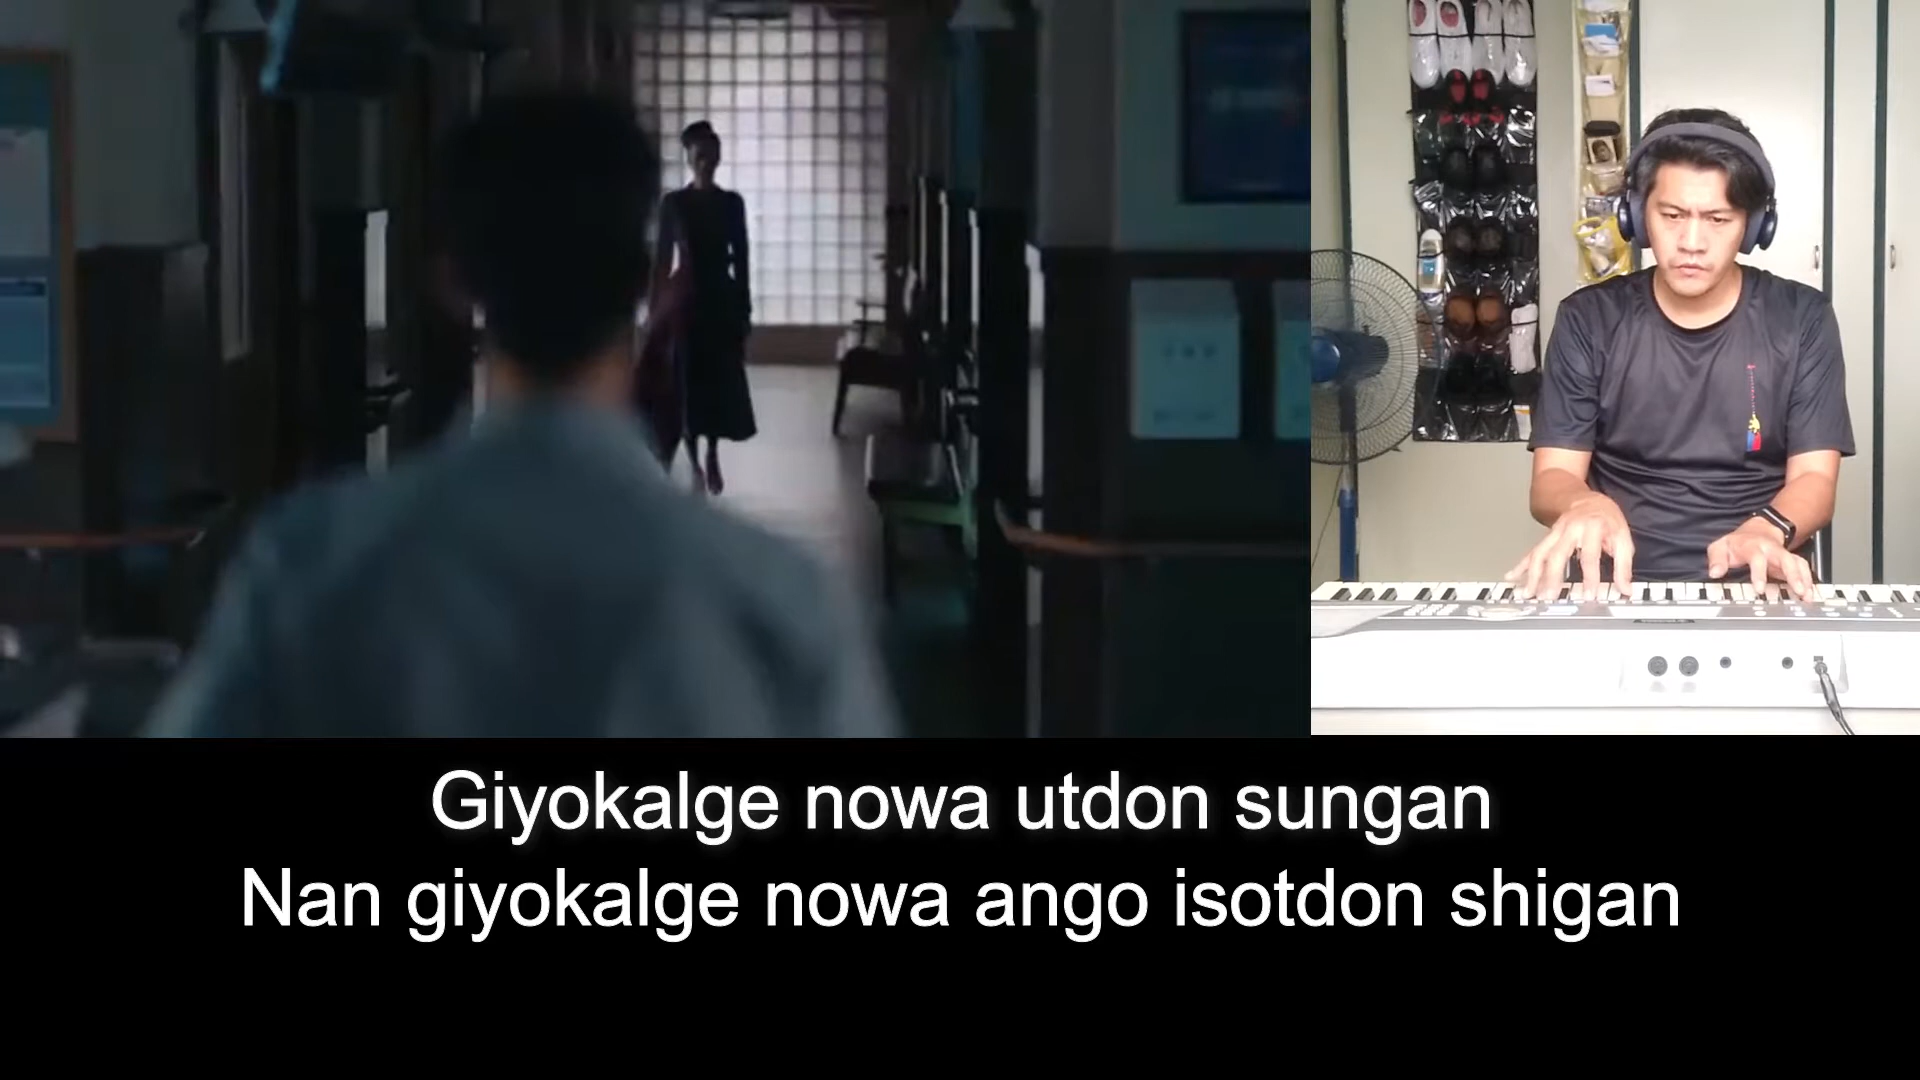 Giyokalge nowa utdon sungan
Nan giyokalge nowa ango isotdon shigan